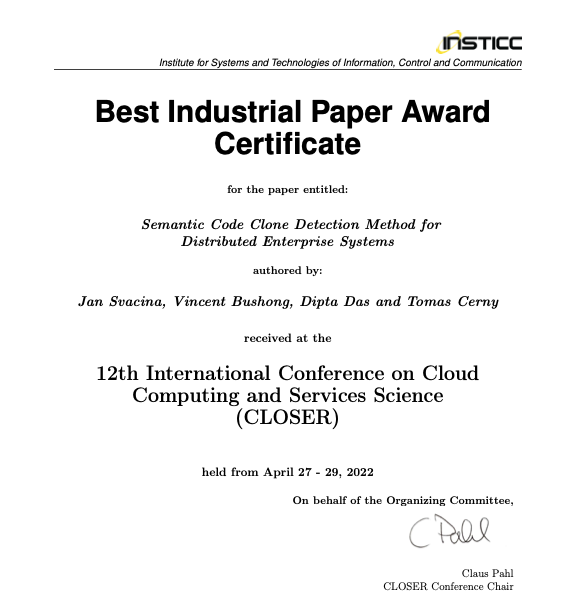 INSTICC
Institute for Systems and Technologies of Information, Control and Communication
Best Industrial Paper Award
Certificate
for the paper entitled:
Semantic Code Clone Detection Method for
Distributed Enterprise Systems
authored by:
Jan Svacina, Vincent Bushong, Dipta Das and Tomas Cerny
received at the
12th International Conference on Cloud
Computing and Services Science
(CLOSER)
held from April 27 - 29, 2022
On behalf of the Organizing Committee,
C Pahl
Claus Pahl
CLOSER Conference Chair